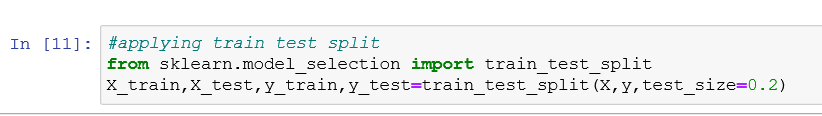 In [11]: #applying train test split
from sklearn.model_selection import train_test_split
X_train,X_test,y_train,y_test=train_test_split(X,y,test_size=0.2)